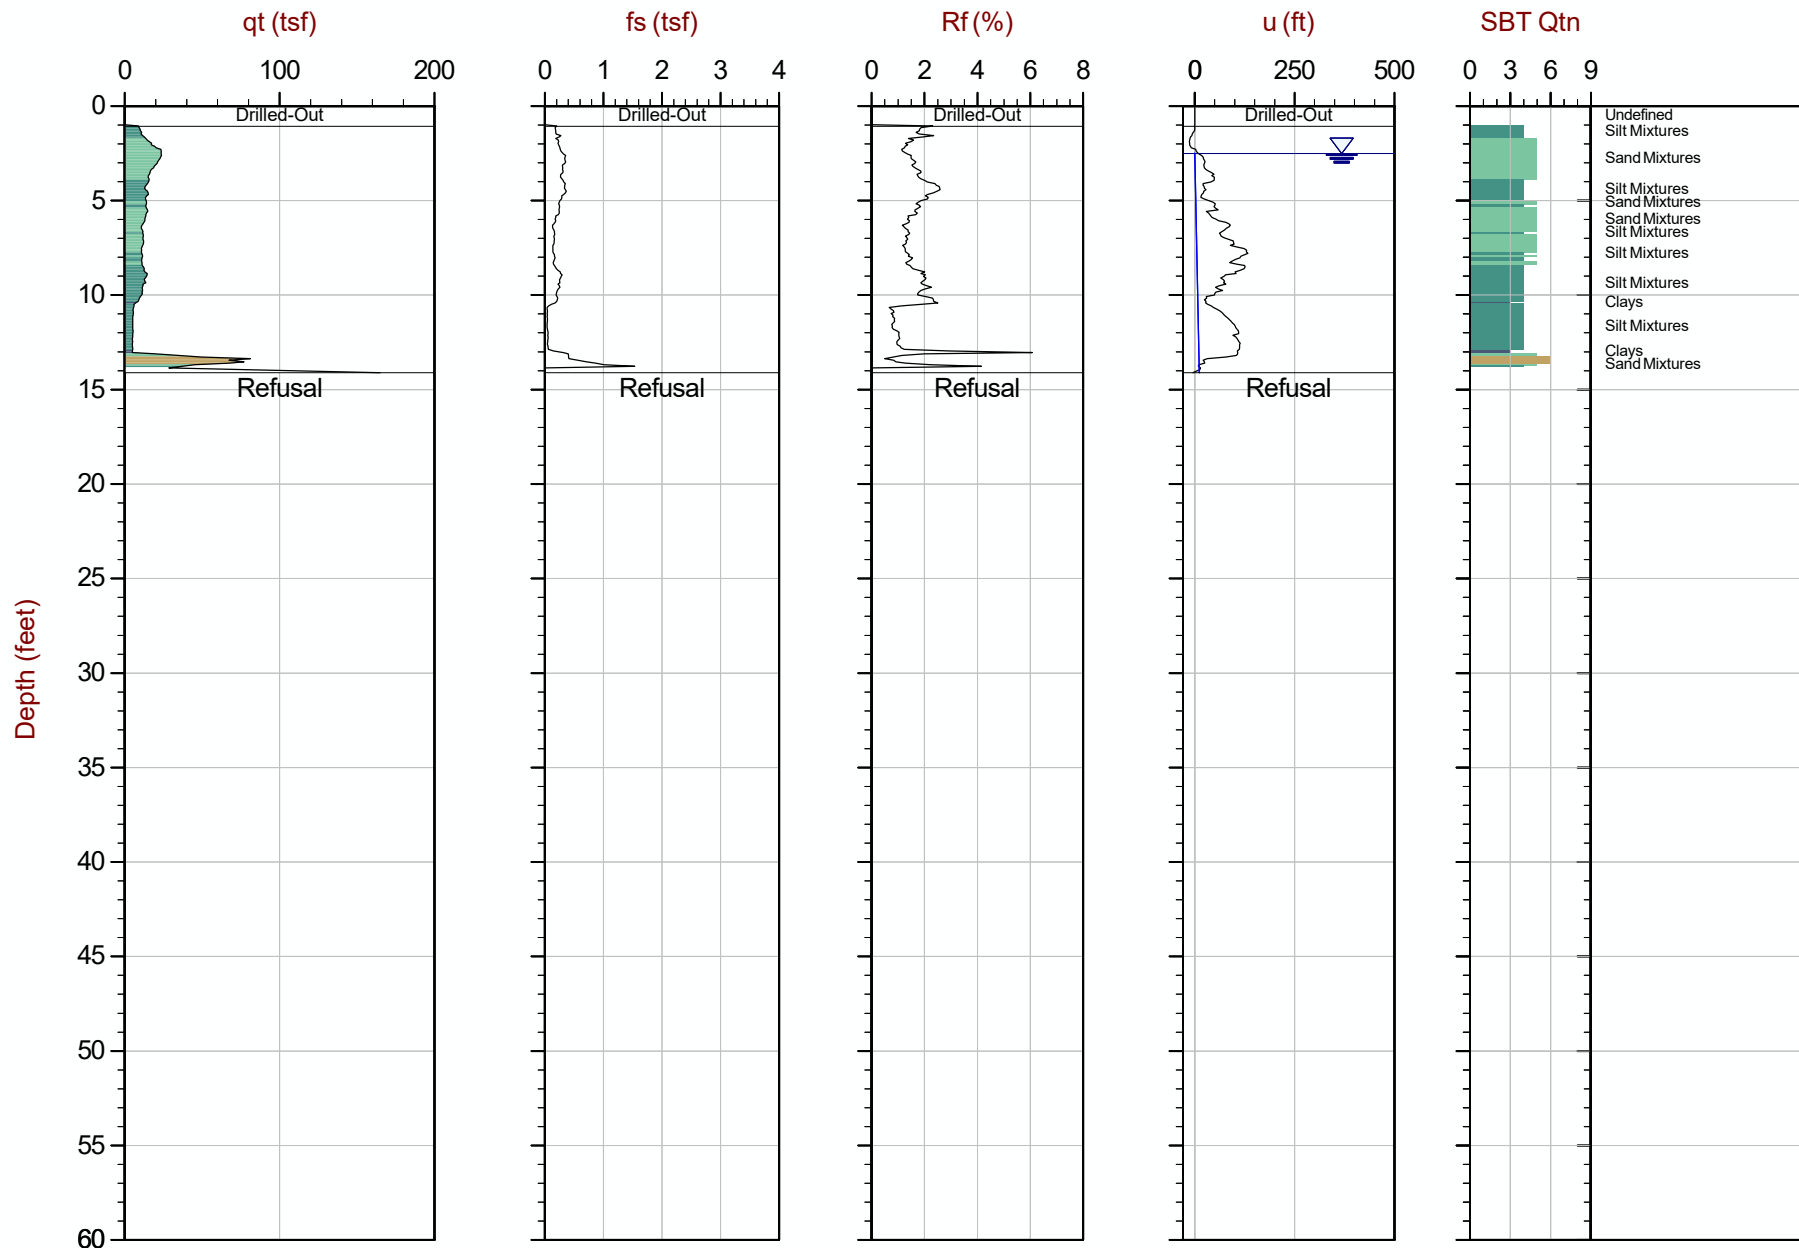 qt (tsf) fs (tsf) Rf (%) u (ft) SBT Qtn
0 100 200 0 1 2 3 4 0 2 4 6 8 0 250 500 0 3 6 9
0 Drilled-Out Drilled-Out Drilled-Out Drilled-Out Undefined
Silt Mixtures
Sand Mixtures
Silt Mixtures
5 Sand Mixtures
Sand Mixtures
Silt Mixtures
Silt Mixtures
Silt Mixtures
10 Clays
Silt Mixtures
Clays
Sand Mixtures
15 Refusal Refusal Refusal Refusal
20
25
30
Depth (feet)
35
40
45
50
55
60